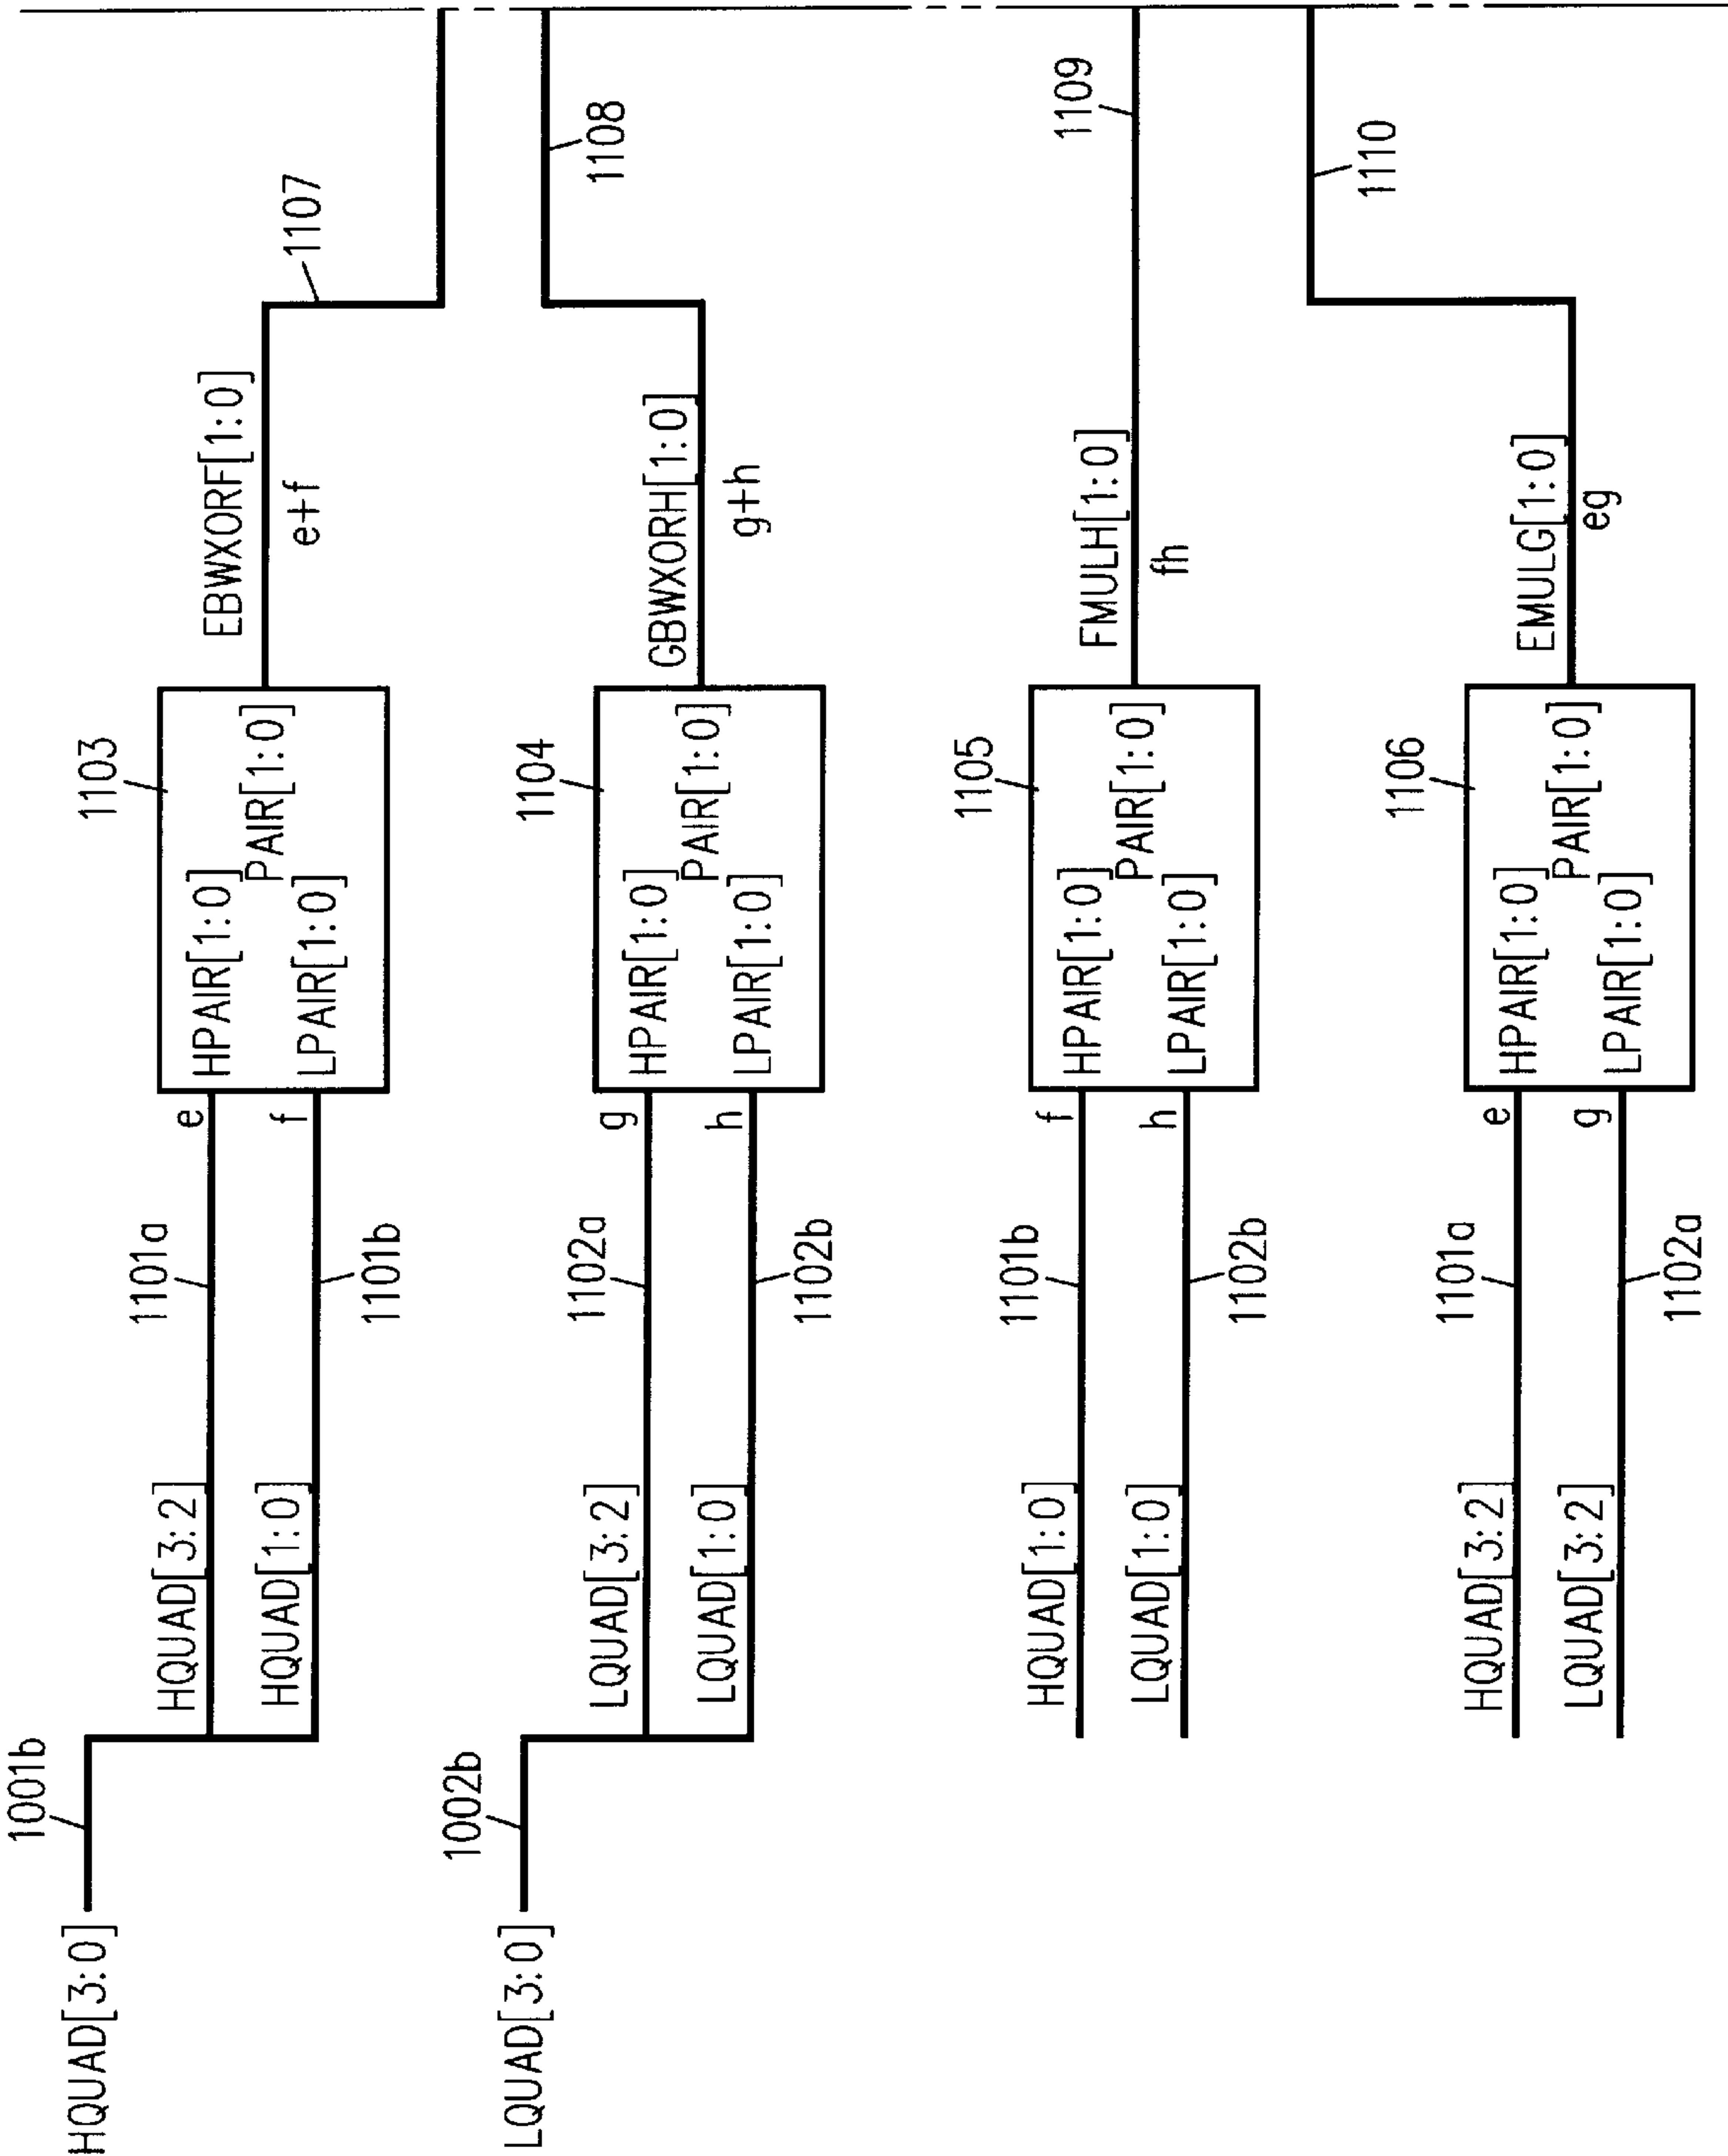 HQUAD[3:0]
1001b
HQUAD[3:2]
1101a
e
HQUAD[1:0]
1101b
f
1103
HPAIR[1:0]
PAIR[1:0]
LPAIR[1:0]
EBWXORF[1:0]
e+f
1107
LQUAD[3:0]
1002b
LQUAD[3:2]
1102a
g
LQUAD[1:0]
1102b
h
1104
HPAIR[1:0]
PAIR[1:0]
LPAIR[1:0]
GBWXORH[1:0]
g+h
1108
HQUAD[1:0]
1101b
f
LQUAD[1:0]
1102b
h
1105
HPAIR[1:0]
PAIR[1:0]
LPAIR[1:0]
FMULH[1:0]
fh
1109
HQUAD[3:2]
1101a
e
LQUAD[3:2]
1102a
g
1106
HPAIR[1:0]
PAIR[1:0]
LPAIR[1:0]
EMULG[1:0]
eg
1110